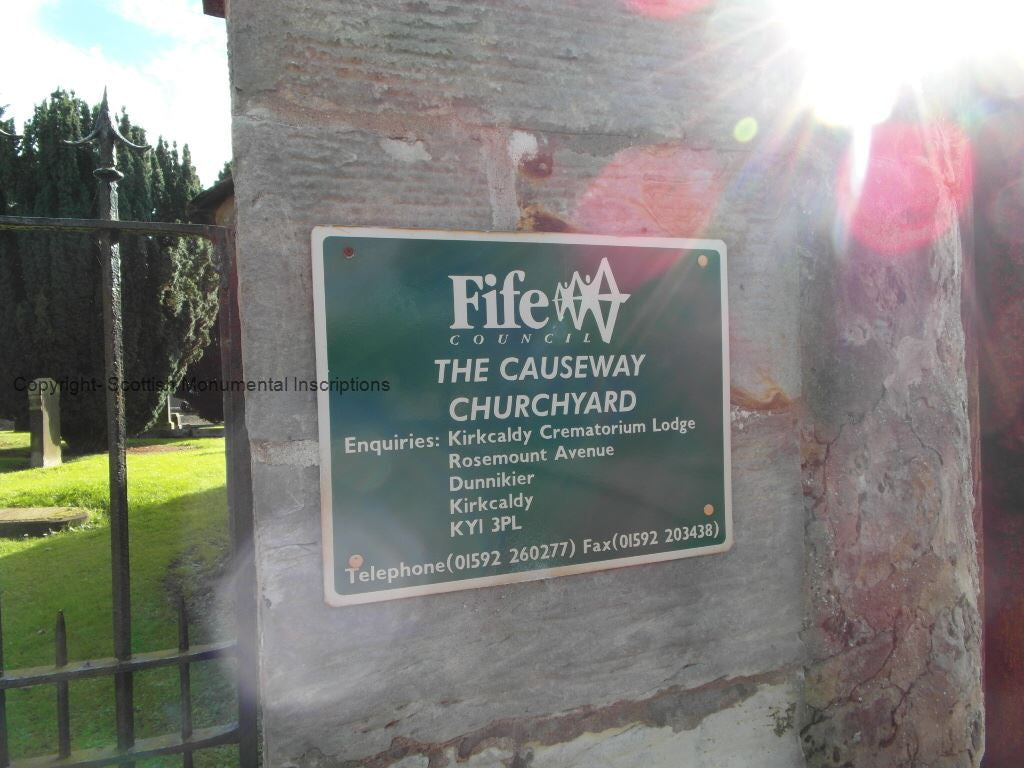 Fife
COUNCIL
THE CAUSEWAY
CHURCHYARD
Enquiries: Kirkcaldy Crematorium Lodge
Rosemount Avenue
Dunnikier
Kirkcaldy
KY1 3PL
Telephone(01592 260277) Fax(01592 203438)
Copyright- Scottish Monumental Inscriptions